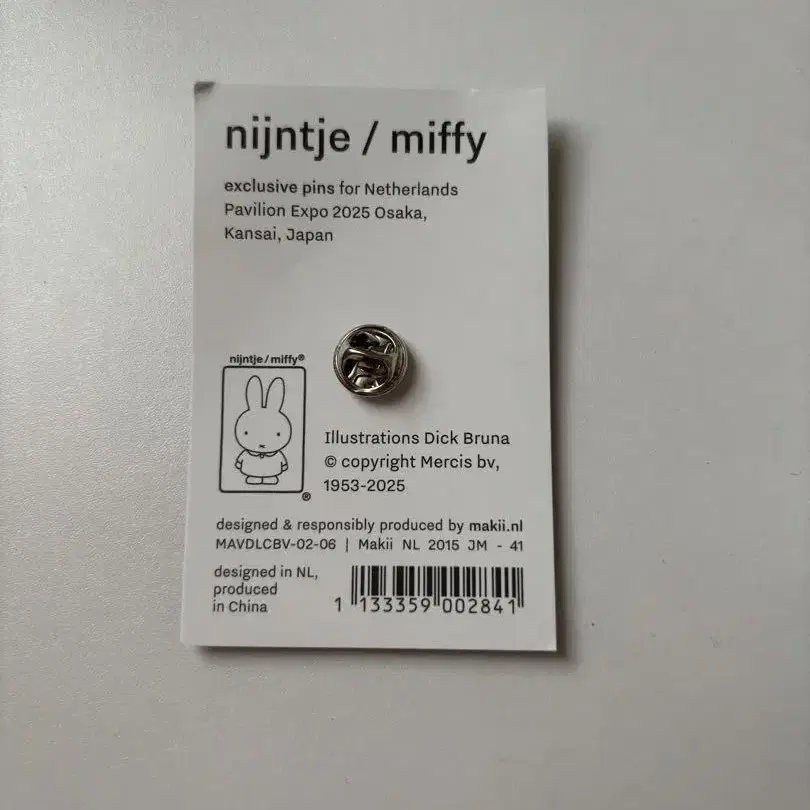 nijntje / miffy
exclusive pins for Netherlands
Pavilion Expo 2025 Osaka,
Kansai, Japan
nijntje / miffy®
®
Illustrations Dick Bruna
© copyright Mercis bv,
1953-2025
designed & responsibly produced by makii.nl
MAVDLCBV-02-06 | Makii NL 2015 JM - 41
designed in NL,
produced
in China
1 133359 002841